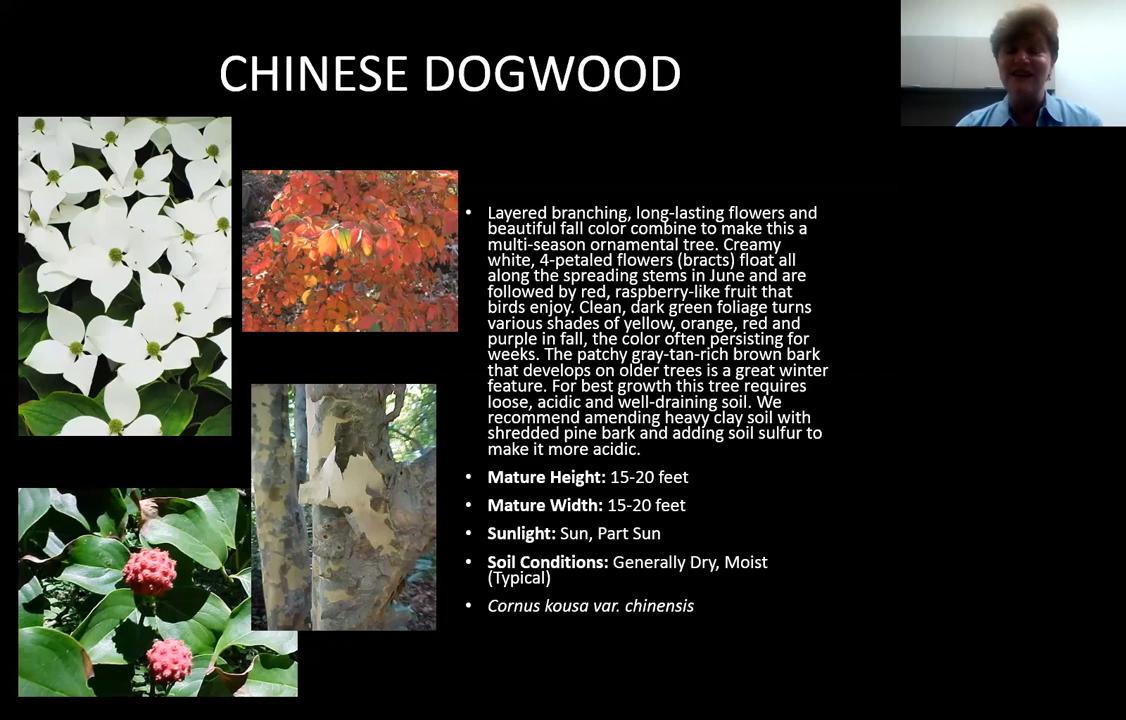 CHINESE DOGWOOD
• Layered branching, long-lasting flowers and
beautiful fall color combine to make this a
multi-season ornamental tree. Creamy
white, 4-petaled flowers (bracts) float all
along the spreading stems in June and are
followed by red, raspberry-like fruit that
birds enjoy. Clean, dark green foliage turns
various shades of yellow, orange, red and
purple in fall, the color often persisting for
weeks. The patchy gray-tan-rich brown bark
that develops on older trees is a great winter
feature. For best growth this tree requires
loose, acidic and well-draining soil. We
recommend amending heavy clay soil with
shredded pine bark and adding soil sulfur to
make it more acidic.
• Mature Height: 15-20 feet
• Mature Width: 15-20 feet
• Sunlight: Sun, Part Sun
• Soil Conditions: Generally Dry, Moist
(Typical)
• Cornus kousa var. chinensis